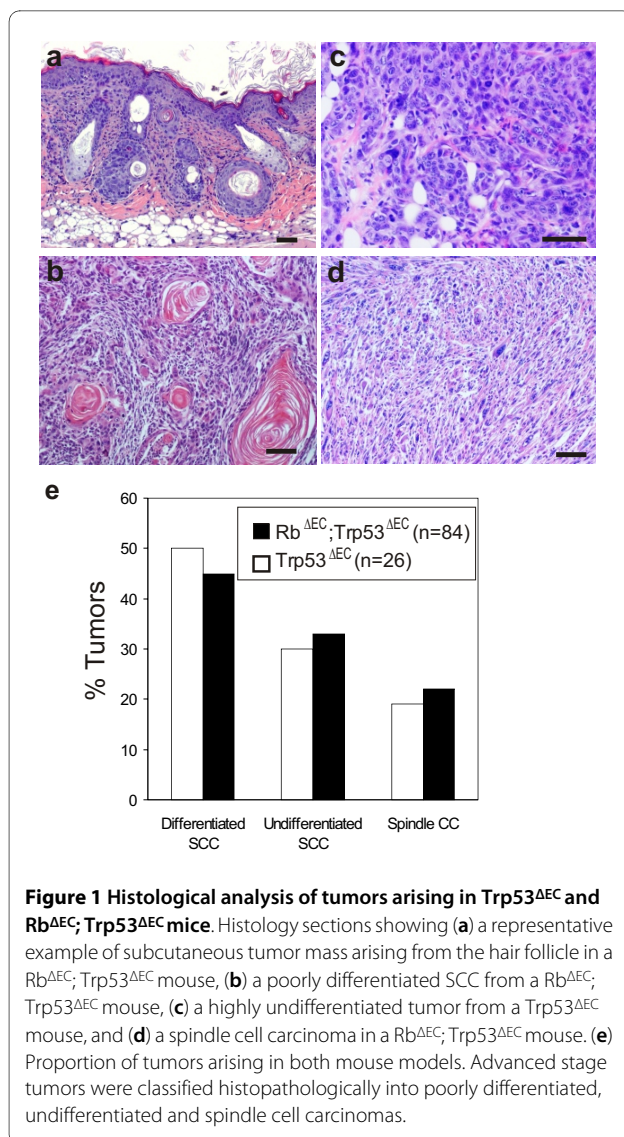 a
c
b
d
e
60
50
40
30
20
10
0
% Tumors
Rb ΔEC;Trp53ΔEC (n=84)
Trp53ΔEC (n=26)
Differentiated
SCC
Undifferentiated
SCC
Spindle CC
Figure 1 Histological analysis of tumors arising in Trp53ΔEC and
RbΔEC; Trp53ΔEC mice. Histology sections showing (a) a representative
example of subcutaneous tumor mass arising from the hair follicle in a
RbΔEC; Trp53ΔEC mouse, (b) a poorly differentiated SCC from a RbΔEC;
Trp53ΔEC mouse, (c) a highly undifferentiated tumor from a Trp53ΔEC
mouse, and (d) a spindle cell carcinoma in a RbΔEC; Trp53ΔEC mouse. (e)
Proportion of tumors arising in both mouse models. Advanced stage
tumors were classified histopathologically into poorly differentiated,
undifferentiated and spindle cell carcinomas.